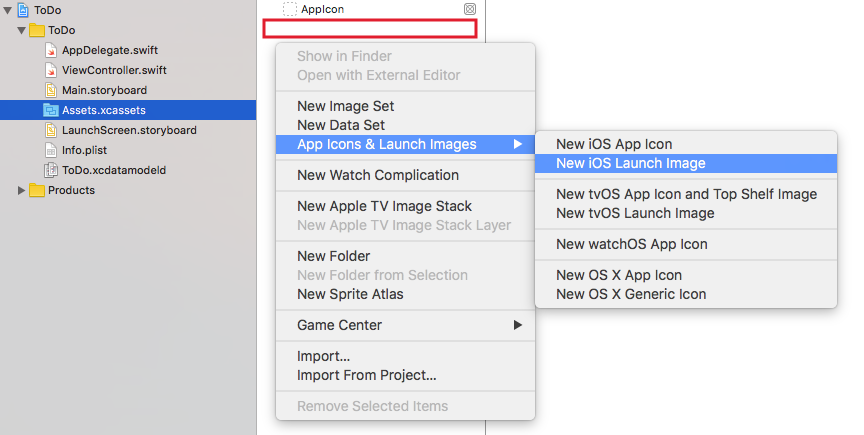 ToDo
ToDo
AppDelegate.swift
ViewController.swift
Main.storyboard
Assets.xcassets
LaunchScreen.storyboard
Info.plist
ToDo.xcdatamodeld
Products
AppIcon
Show in Finder
Open with External Editor
New Image Set
New Data Set
App Icons & Launch Images
New Watch Complication
New Apple TV Image Stack
New Apple TV Image Stack Layer
New Folder
New Folder from Selection
New Sprite Atlas
Game Center
Import...
Import From Project...
Remove Selected Items
New iOS App Icon
New iOS Launch Image
New tvOS App Icon and Top Shelf Image
New tvOS Launch Image
New watchOS App Icon
New OS X App Icon
New OS X Generic Icon